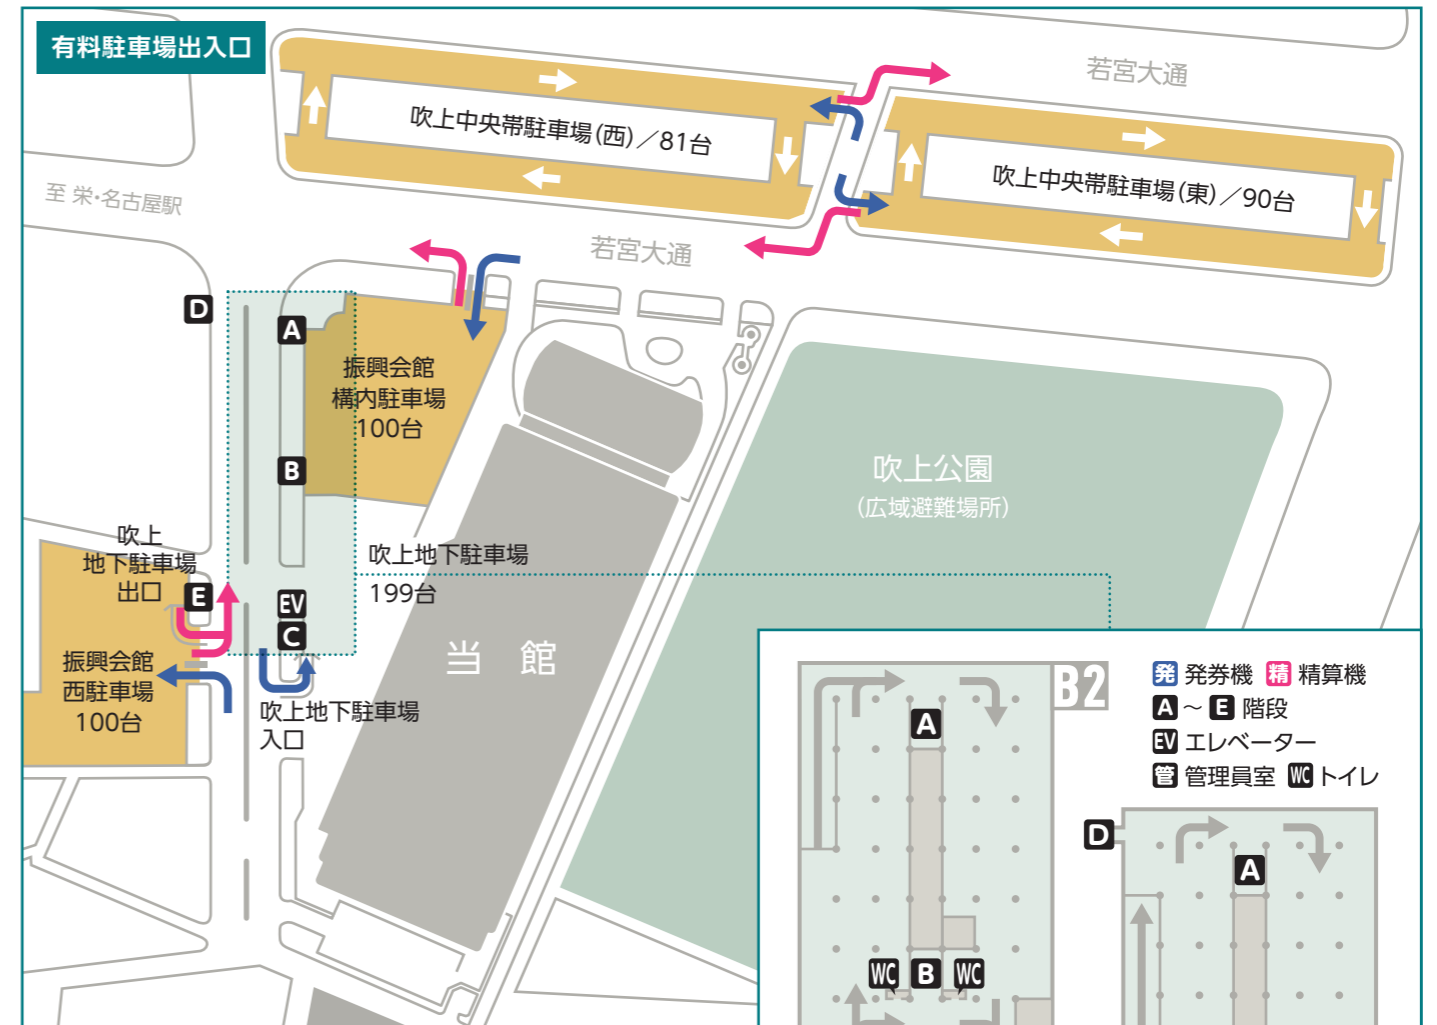 有料駐車場出入口
若宮大通
吹上中央帯駐車場(西)/81台
吹上中央帯駐車場(東)/90台
至 栄・名古屋駅
若宮大通
D
A
振興会館
構内駐車場
100台
B
吹上公園
(広域避難場所)
吹上
地下駐車場
出口
E
吹上地下駐車場
199台
EV
C
当 館
振興会館
西駐車場
100台
吹上地下駐車場
入口
B2
発 発券機 精 精算機
A ~ E 階段
EV エレベーター
管 管理員室 WC トイレ
A
D
A
WC B WC